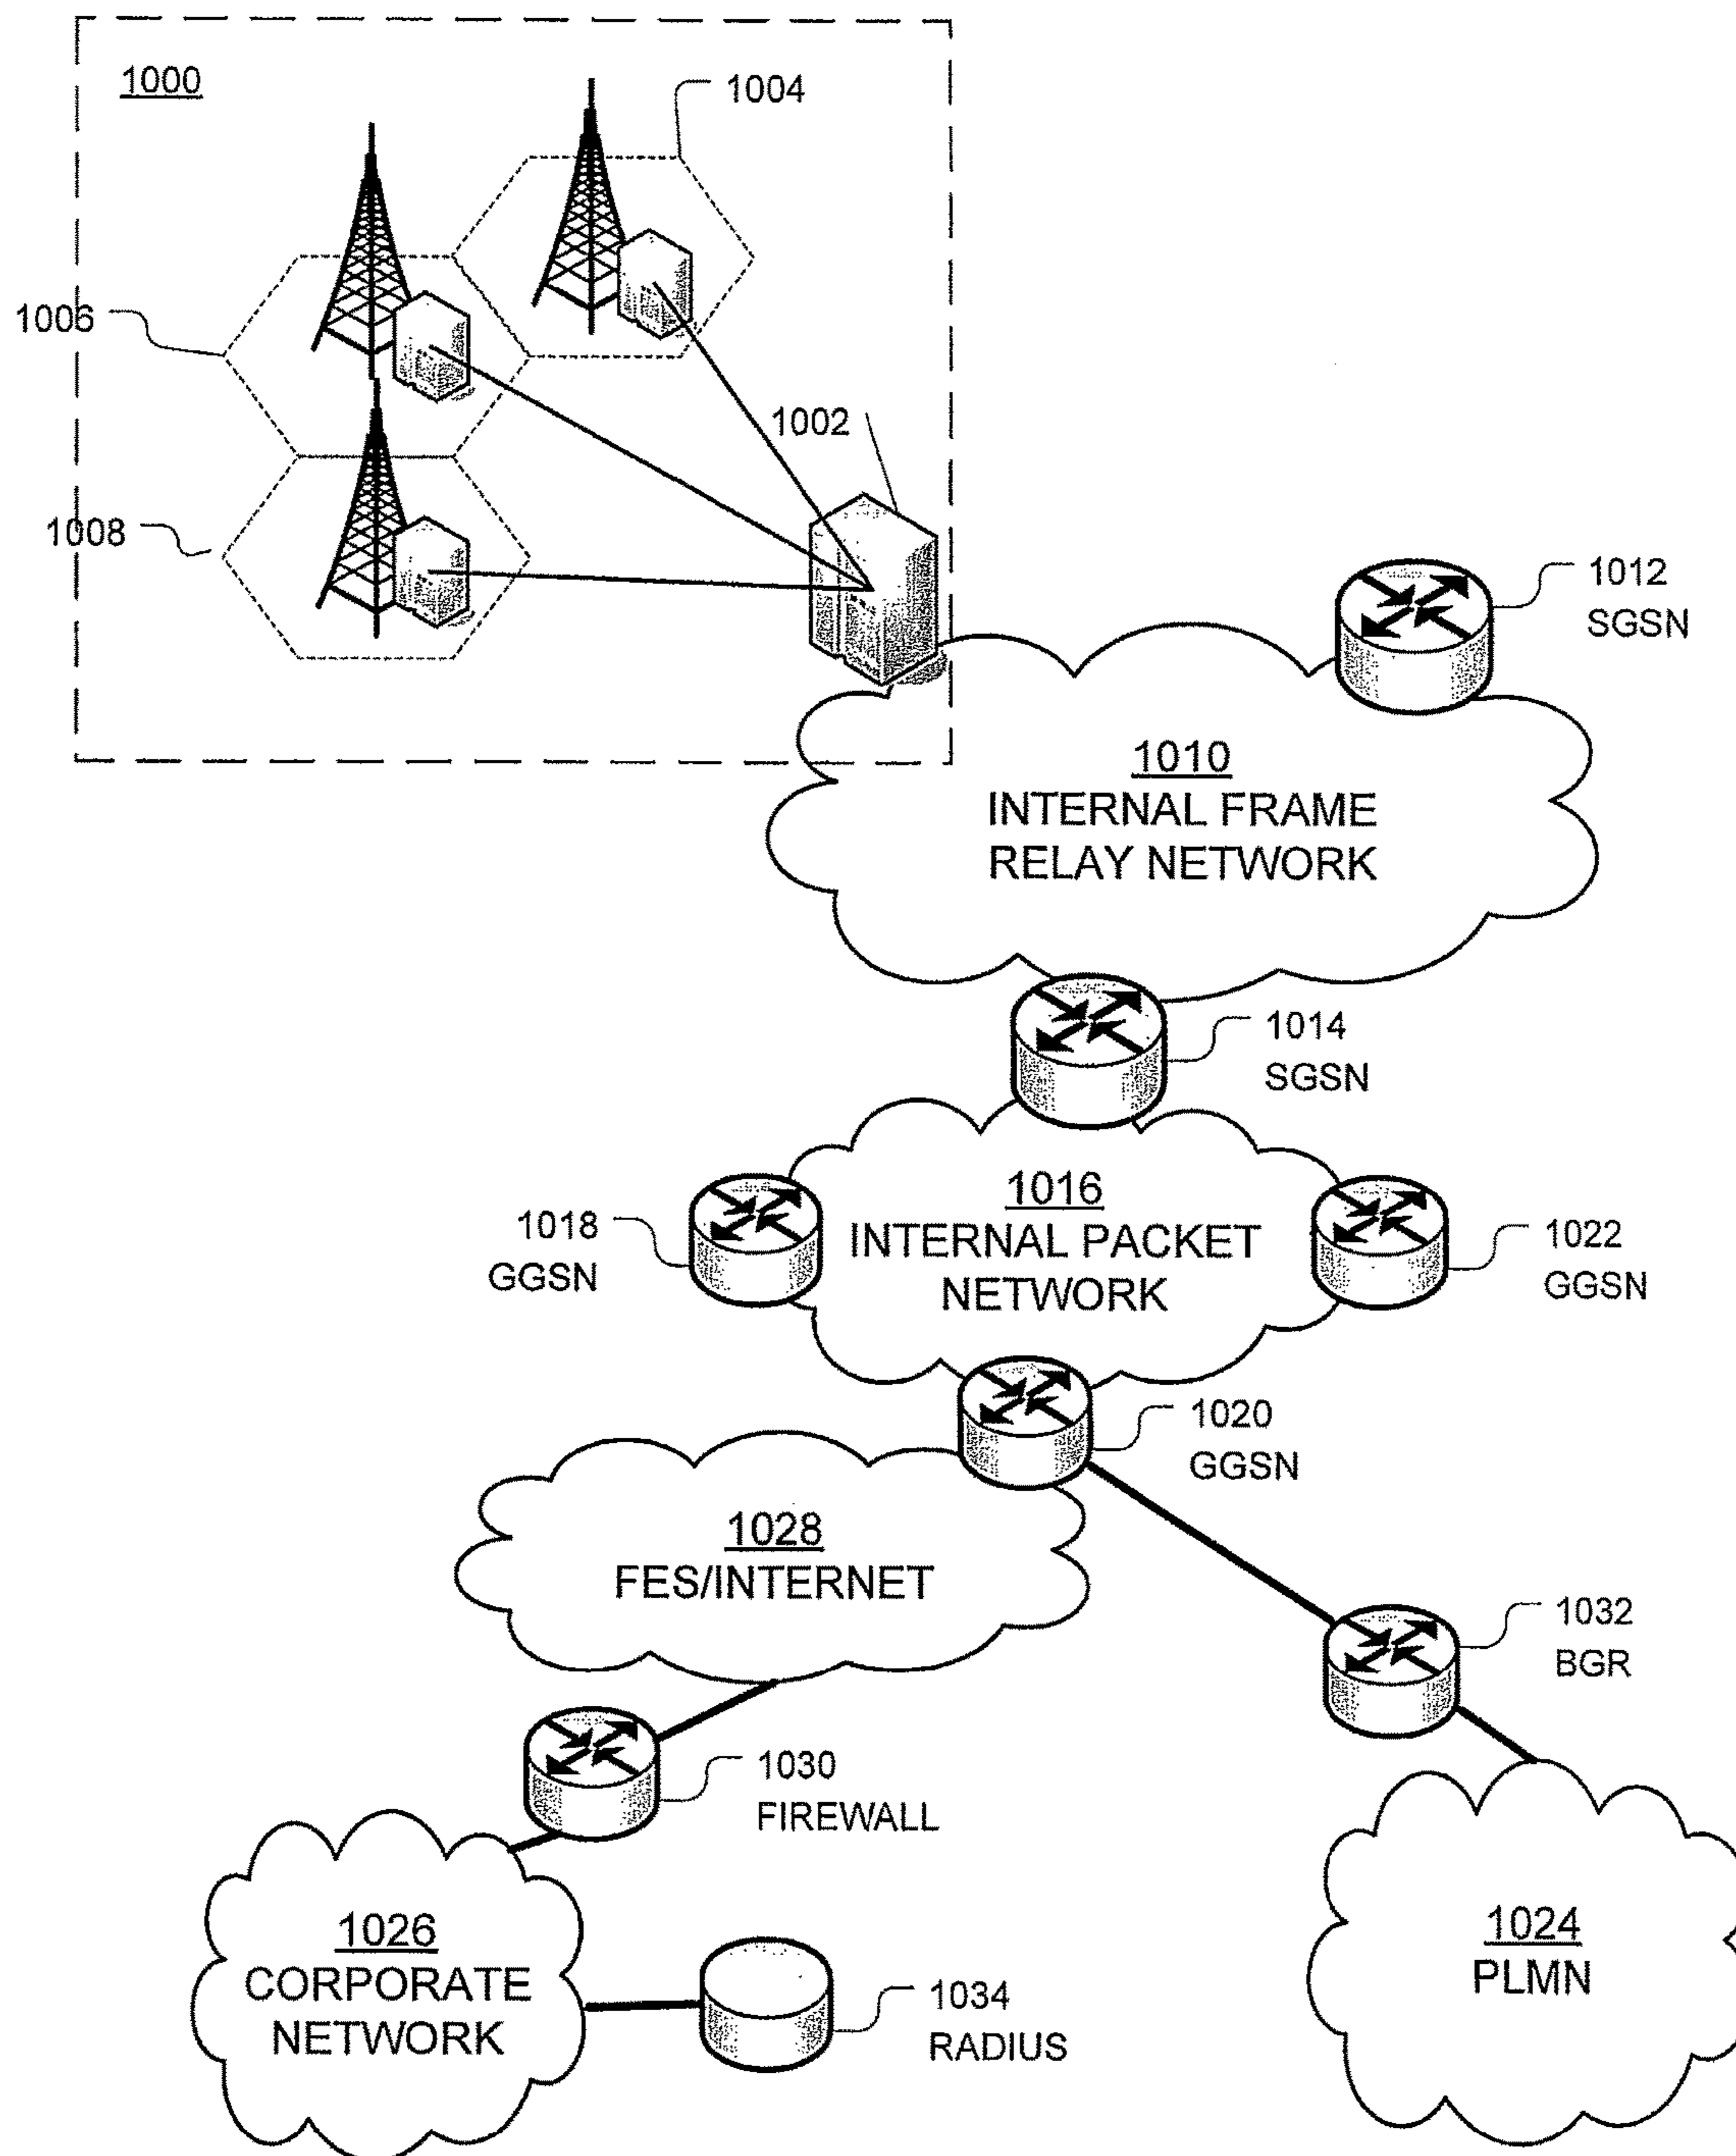 1000
1004
1006
1002
1008
1012
SGSN
1010
INTERNAL FRAME
RELAY NETWORK
1014
SGSN
1016
INTERNAL PACKET
NETWORK
1018
GGSN
1022
GGSN
1020
GGSN
1028
FES/INTERNET
1032
BGR
1030
FIREWALL
1026
CORPORATE
NETWORK
1024
PLMN
1034
RADIUS